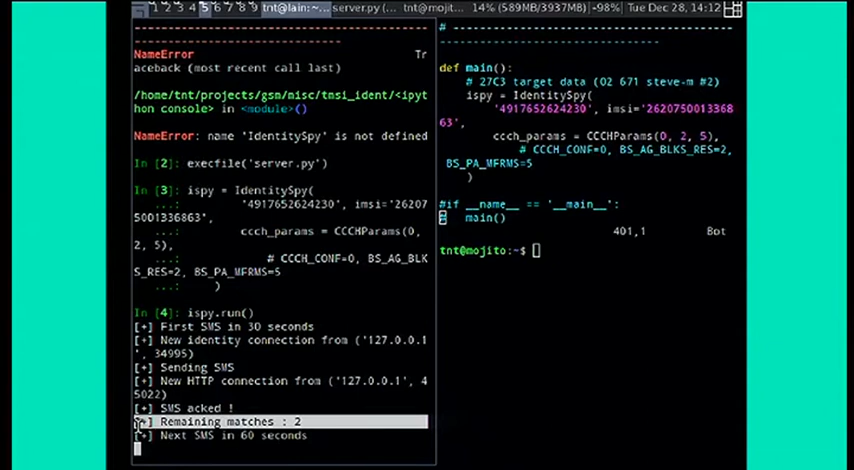 1 2 3 4 5 6 7 8 9 tnt@lain:~... server.py (... tnt@mojit... 14% (589MB/3937MB) -98% Tue Dec 28, 14:12
NameError Tr
aceback (most recent call last)
/home/tnt/projects/gsm/misc/tmsi_ident/<ipyt
hon console> in <module>()
NameError: name 'IdentitySpy' is not defined
In [2]: execfile('server.py')
In [3]: ispy = IdentitySpy(
...: '4917652624230', imsi='26207
5001336863',
...: ccch_params = CCCHParams(0,
2, 5),
...: # CCCH_CONF=0, BS_AG_BLK
S_RES=2, BS_PA_MFRMS=5
...: )
In [4]: ispy.run()
[+] First SMS in 30 seconds
[+] New identity connection from ('127.0.0.1
', 34995)
[+] Sending SMS
[+] New HTTP connection from ('127.0.0.1', 4
5022)
[+] SMS acked !
[+] Remaining matches : 2
[+] Next SMS in 60 seconds
#
def main():
# 27C3 target data (02 671 steve-m #2)
ispy = IdentitySpy(
'4917652624230', imsi='2620750013368
63',
ccch_params = CCCHParams(0, 2, 5),
# CCCH_CONF=0, BS_AG_BLKS_RES=2,
BS_PA_MFRMS=5
)
#if __name__ == '__main__':
# main()
401,1 Bot
tnt@mojito:~$